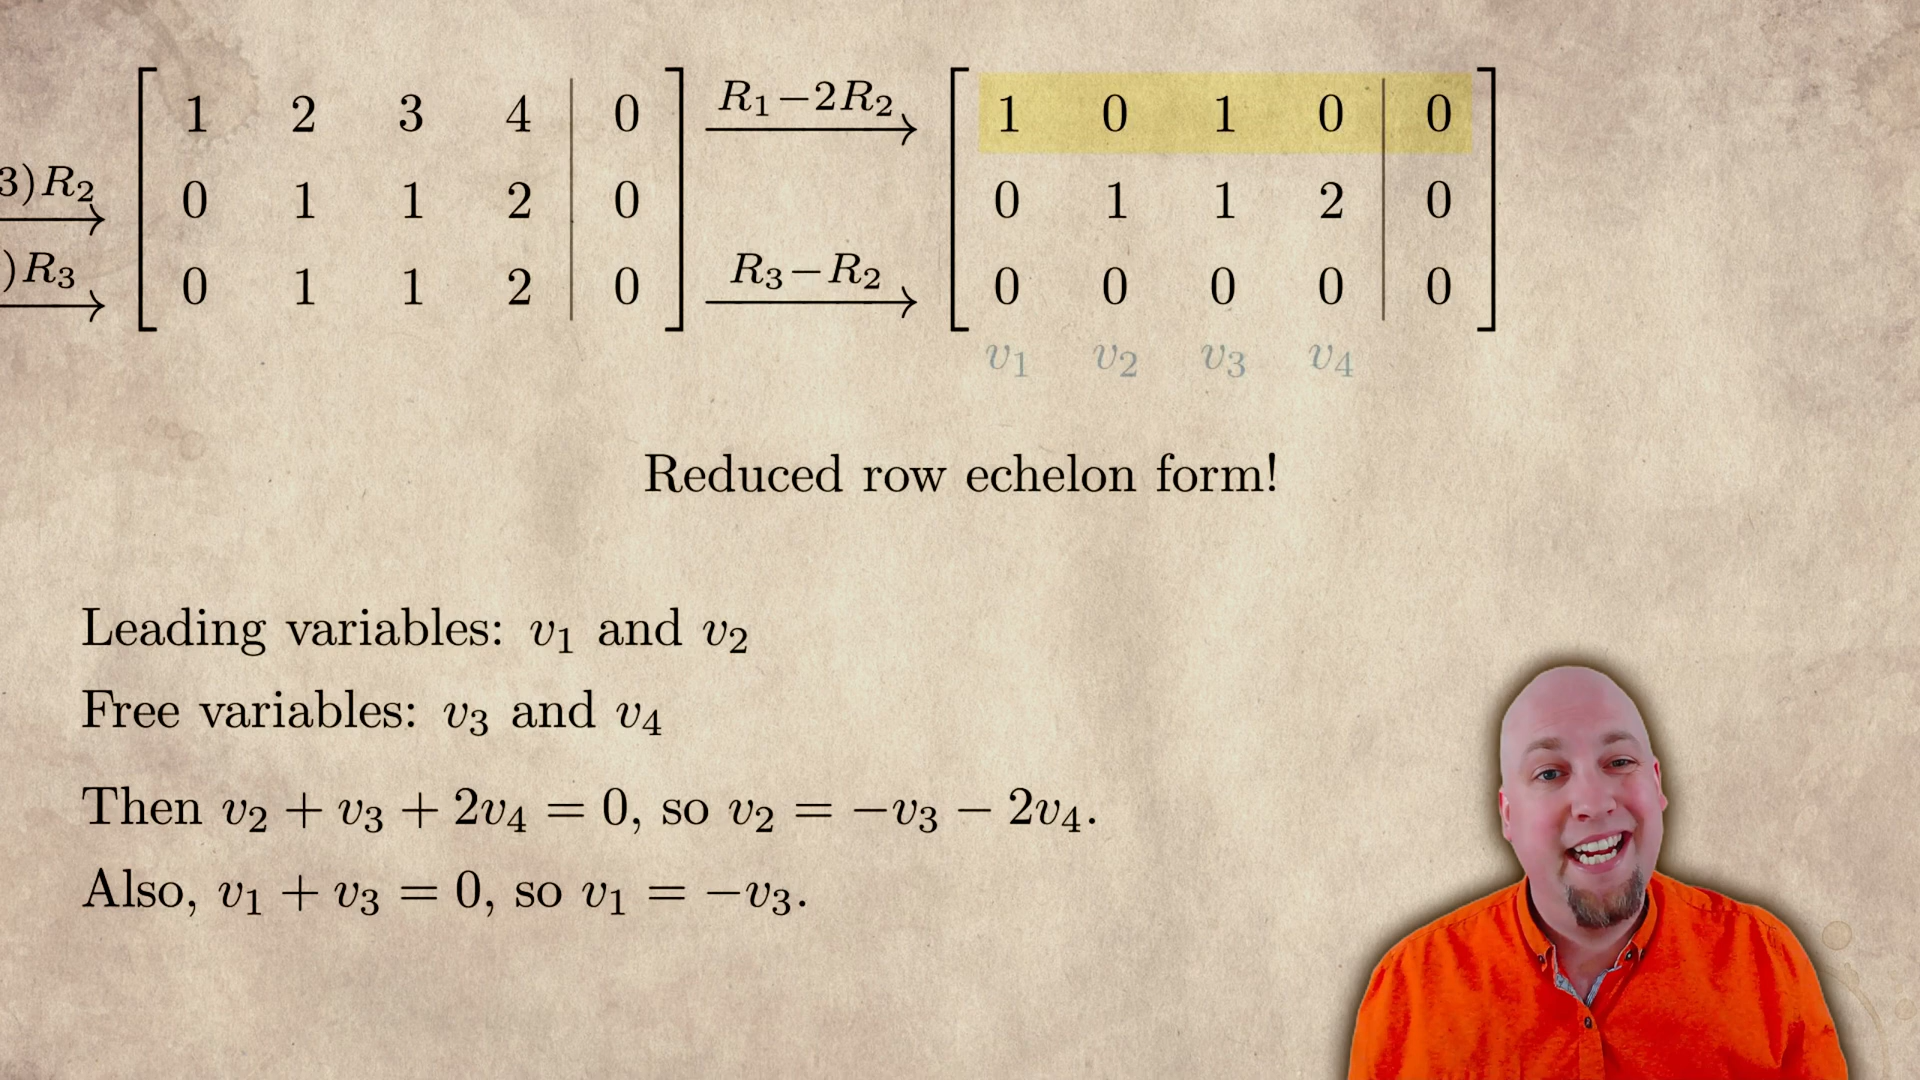 1 2 3 4 | 0 R₁−2R₂ 1 0 1 0 | 0
3)R₂ 0 1 1 2 | 0 0 1 1 2 | 0
)R₃ 0 1 1 2 | 0 R₃−R₂ 0 0 0 0 | 0
v₁ v₂ v₃ v₄
Reduced row echelon form!
Leading variables: v₁ and v₂
Free variables: v₃ and v₄
Then v₂ + v₃ + 2v₄ = 0, so v₂ = −v₃ − 2v₄.
Also, v₁ + v₃ = 0, so v₁ = −v₃.